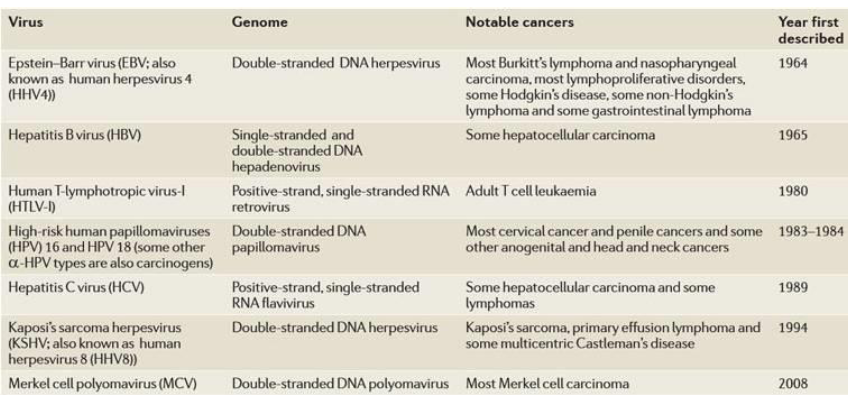 Virus Genome Notable cancers Year first
described
Epstein–Barr virus (EBV; also Double-stranded DNA herpesvirus Most Burkitt's lymphoma and nasopharyngeal 1964
known as human herpesvirus 4 carcinoma, most lymphoproliferative disorders,
(HHV4)) some Hodgkin's disease, some non-Hodgkin's
lymphoma and some gastrointestinal lymphoma
Hepatitis B virus (HBV) Single-stranded and Some hepatocellular carcinoma 1965
double-stranded DNA
hepadenovirus
Human T-lymphotropic virus-I Positive-strand, single-stranded RNA Adult T cell leukaemia 1980
(HTLV-I) retrovirus
High-risk human papillomaviruses Double-stranded DNA Most cervical cancer and penile cancers and some 1983–1984
(HPV) 16 and HPV 18 (some other papillomavirus other anogenital and head and neck cancers
α-HPV types are also carcinogens)
Hepatitis C virus (HCV) Positive-strand, single-stranded Some hepatocellular carcinoma and some 1989
RNA flavivirus lymphomas
Kaposi's sarcoma herpesvirus Double-stranded DNA herpesvirus Kaposi's sarcoma, primary effusion lymphoma and 1994
(KSHV; also known as human some multicentric Castleman's disease
herpesvirus 8 (HHV8))
Merkel cell polyomavirus (MCV) Double-stranded DNA polyomavirus Most Merkel cell carcinoma 2008